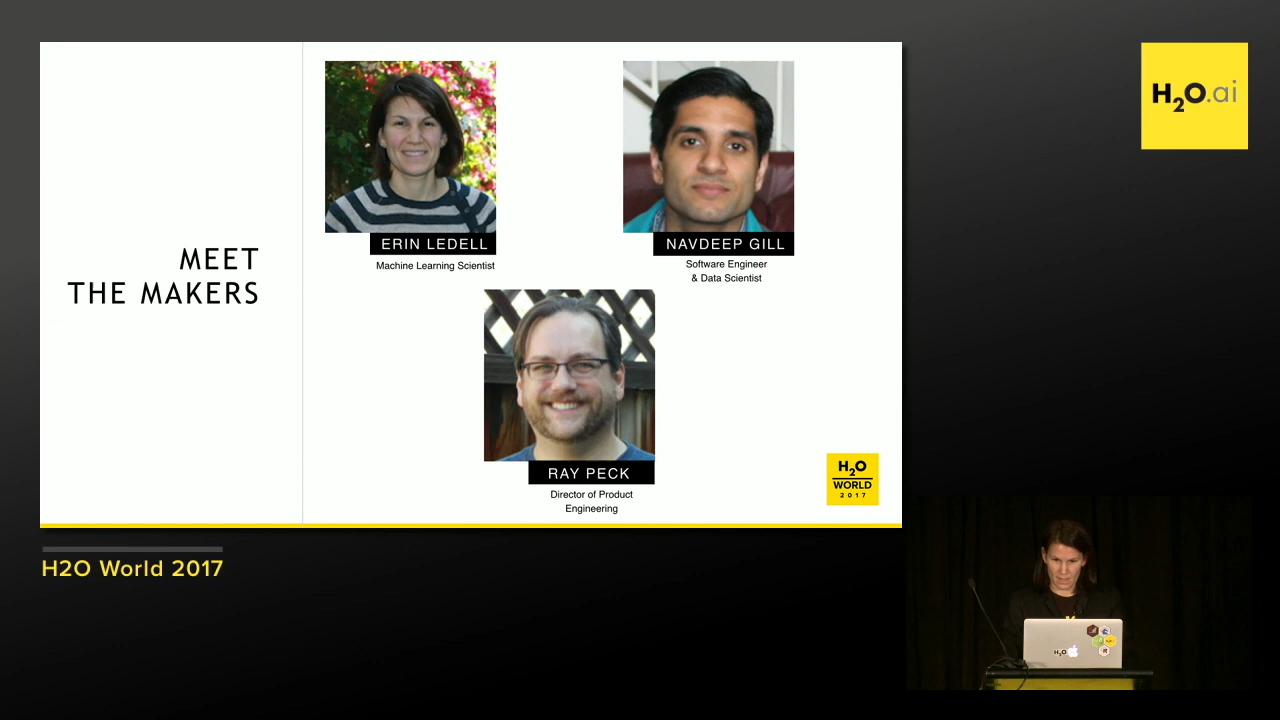 MEET
THE MAKERS
ERIN LEDELL
Machine Learning Scientist
NAVDEEP GILL
Software Engineer
& Data Scientist
RAY PECK
Director of Product
Engineering
H2O
WORLD
2017
H2O.ai
H2O World 2017
H2O